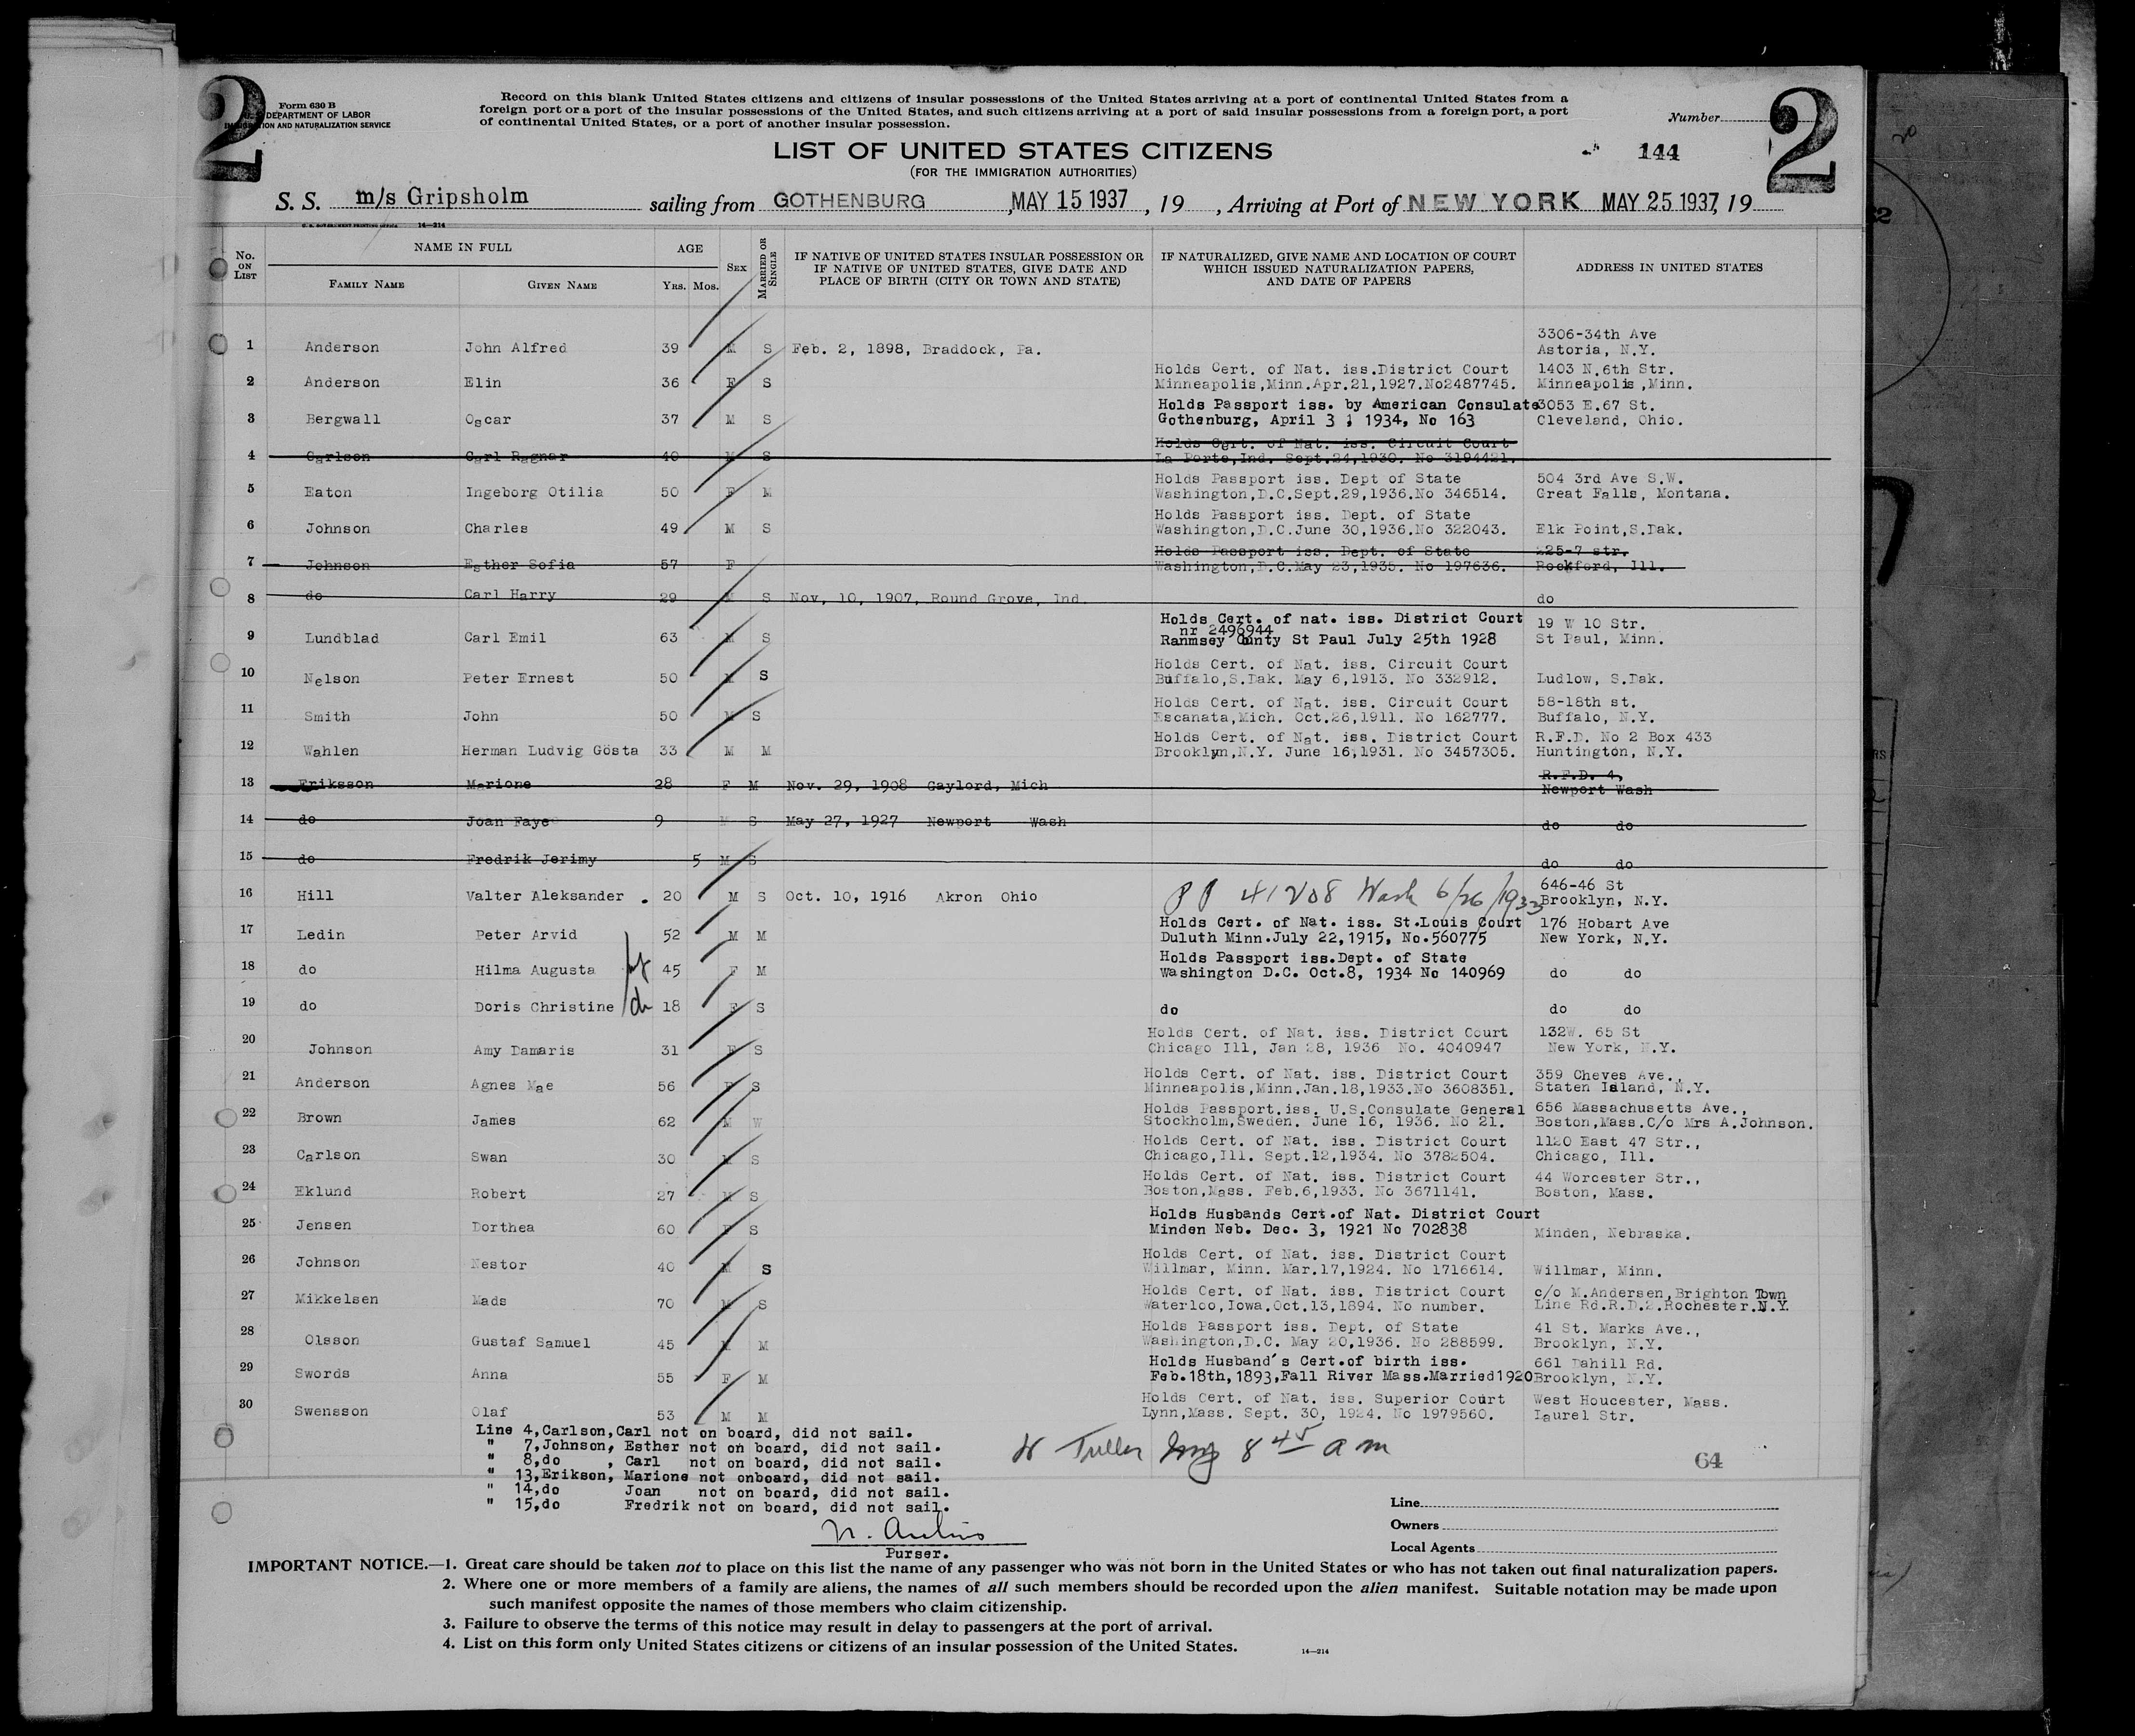 2
2
Form 630 B
U. S. DEPARTMENT OF LABOR
IMMIGRATION AND NATURALIZATION SERVICE
Record on this blank United States citizens and citizens of insular possessions of the United States arriving at a port of continental United States from a
foreign port or a port of the insular possessions of the United States, and such citizens arriving at a port of said insular possessions from a foreign port, a port
of continental United States, or a port of another insular possession.
Number
LIST OF UNITED STATES CITIZENS
144
(FOR THE IMMIGRATION AUTHORITIES)
S. S. m/s Gripsholm sailing from GOTHENBURG , MAY 15 1937 , 19 , Arriving at Port of NEW YORK MAY 25 1937, 19
U. S. GOVERNMENT PRINTING OFFICE 14—214
No. ON LIST NAME IN FULL AGE SEX MARRIED OR SINGLE IF NATIVE OF UNITED STATES INSULAR POSSESSION OR IF NATIVE OF UNITED STATES, GIVE DATE AND PLACE OF BIRTH (CITY OR TOWN AND STATE) IF NATURALIZED, GIVE NAME AND LOCATION OF COURT WHICH ISSUED NATURALIZATION PAPERS, AND DATE OF PAPERS ADDRESS IN UNITED STATES
FAMILY NAME GIVEN NAME YRS. MOS.
3306-34th Ave
1 Anderson John Alfred 39 M S Feb. 2, 1898, Braddock, Pa. Astoria, N.Y.
Holds Cert. of Nat. iss.District Court 1403 N.6th Str.
2 Anderson Elin 36 F S Minneapolis,Minn.Apr.21,1927.No2487745. Minneapolis,Minn.
Holds Passport iss. by American Consulate 3053 E.67 St.
3 Bergwall Oscar 37 M S Gothenburg, April 3 ; 1934, No 163 Cleveland, Ohio.
Holds Cert. of Nat. iss. Circuit Court
4 Carlson Carl Ragnar 40 M S La Porte,Ind. Sept.24,1930. No 3194421.
Holds Passport iss. Dept of State 504 3rd Ave S.W.
5 Eaton Ingeborg Otilia 50 F M Washington,D.C.Sept.29,1936.No 346514. Great Falls, Montana.
Holds Passport iss. Dept. of State
6 Johnson Charles 49 M S Washington,D.C.June 30,1936.No 322043. Elk Point,S.Dak.
Holds Passport iss. Dept. of State 225-7 str.
7 Johnson Esther Sofia 57 F Washington,D.C.May 23,1935. No 197636. Rockford, Ill.
8 do Carl Harry 29 M S Nov, 10, 1907, Round Grove, Ind. do
Holds Cert. of nat. iss. District Court 19 W 10 Str.
nr 2496944
9 Lundblad Carl Emil 63 M S Ranmsey County St Paul July 25th 1928 St Paul, Minn.
Holds Cert. of Nat. iss. Circuit Court
10 Nelson Peter Ernest 50 M S Buffalo,S.Dak. May 6,1913. No 332912. Ludlow, S.Dak.
Holds Cert. of Nat. iss. Circuit Court 58-18th st.
11 Smith John 50 M S Escanata,Mich. Oct.26,1911. No 162777. Buffalo, N.Y.
Holds Cert. of Nat. iss. District Court R.F.D. No 2 Box 433
12 Wahlen Herman Ludvig Gösta 33 M M Brooklyn,N.Y. June 16,1931. No 3457305. Huntington, N.Y.
R.F.D. 4,
13 Eriksson Marione 28 F M Nov. 29, 1908 Gaylord, Mich Newport Wash
14 do Joan Faye 9 S May 27, 1927 Newport Wash do do
15 do Fredrik Jerimy 5 M S do do
646-46 St
16 Hill Valter Aleksander . 20 M S Oct. 10, 1916 Akron Ohio PP 41208 Wash 6/26/1933 Brooklyn, N.Y.
Holds Cert. of Nat. iss. St.Louis Court 176 Hobart Ave
17 Ledin Peter Arvid 52 M M Duluth Minn.July 22,1915, No.560775 New York, N.Y.
Holds Passport iss.Dept. of State
18 do Hilma Augusta 45 F M Washington D.C. Oct.8, 1934 No 140969 do do
19 do Doris Christine 18 F S do do do
Holds Cert. of Nat. iss. District Court 132W. 65 St
20 Johnson Amy Damaris 31 F S Chicago Ill, Jan 28, 1936 No. 4040947 New York, N.Y.
Holds Cert. of Nat. iss. District Court 359 Cheves Ave.,
21 Anderson Agnes Mae 56 F S Minneapolis,Minn.Jan.18,1933.No 3608351. Staten Island, N.Y.
Holds Passport.iss. U.S.Consulate General 656 Massachusetts Ave.,
22 Brown James 62 M W Stockholm,Sweden. June 16, 1936. No 21. Boston,Mass.C/o Mrs A.Johnson.
Holds Cert. of Nat. iss. District Court 1120 East 47 Str.,
23 Carlson Swan 30 M S Chicago,Ill. Sept.12,1934. No 3782504. Chicago, Ill.
Holds Cert. of Nat. iss. District Court 44 Worcester Str.,
24 Eklund Robert 27 M S Boston,Mass. Feb.6,1933. No 3671141. Boston, Mass.
Holds Husbands Cert.of Nat. District Court
25 Jensen Dorthea 60 F S Minden Neb. Dec. 3, 1921 No 702838 Minden, Nebraska.
Holds Cert. of Nat. iss. District Court
26 Johnson Nestor 40 M S Willmar, Minn. Mar.17,1924. No 1716614. Willmar, Minn.
Holds Cert. of Nat. iss. District Court c/o M.Andersen,Brighton Town
27 Mikkelsen Mads 70 M S Waterloo,Iowa.Oct.13,1894. No number. Line Rd.R.D.2.Rochester.N.Y.
Holds Passport iss. Dept. of State 41 St. Marks Ave.,
28 Olsson Gustaf Samuel 45 M M Washington,D.C. May 20,1936. No 288599. Brooklyn, N.Y.
Holds Husband's Cert.of birth iss. 661 Dahill Rd.
29 Swords Anna 55 F M Feb.18th,1893,Fall River Mass.Married1920 Brooklyn, N.Y.
Holds Cert. of Nat. iss. Superior Court West Houcester, Mass.
30 Swensson Olaf 53 M M Lynn,Mass. Sept. 30, 1924. No 1979560. Laurel Str.
Line 4,Carlson,Carl not on board, did not sail.
" 7,Johnson, Esther not on board, did not sail.
" 8,do , Carl not on board, did not sail.
" 13,Erikson, Marione not onboard, did not sail.
" 14,do Joan not on board, did not sail.
" 15,do Fredrik not on board, did not sail.
Fuller 8 45 a m
64
Purser.
Line
Owners
Local Agents
IMPORTANT NOTICE.—1. Great care should be taken not to place on this list the name of any passenger who was not born in the United States or who has not taken out final naturalization papers.
2. Where one or more members of a family are aliens, the names of all such members should be recorded upon the alien manifest. Suitable notation may be made upon
such manifest opposite the names of those members who claim citizenship.
3. Failure to observe the terms of this notice may result in delay to passengers at the port of arrival.
4. List on this form only United States citizens or citizens of an insular possession of the United States.
14—214